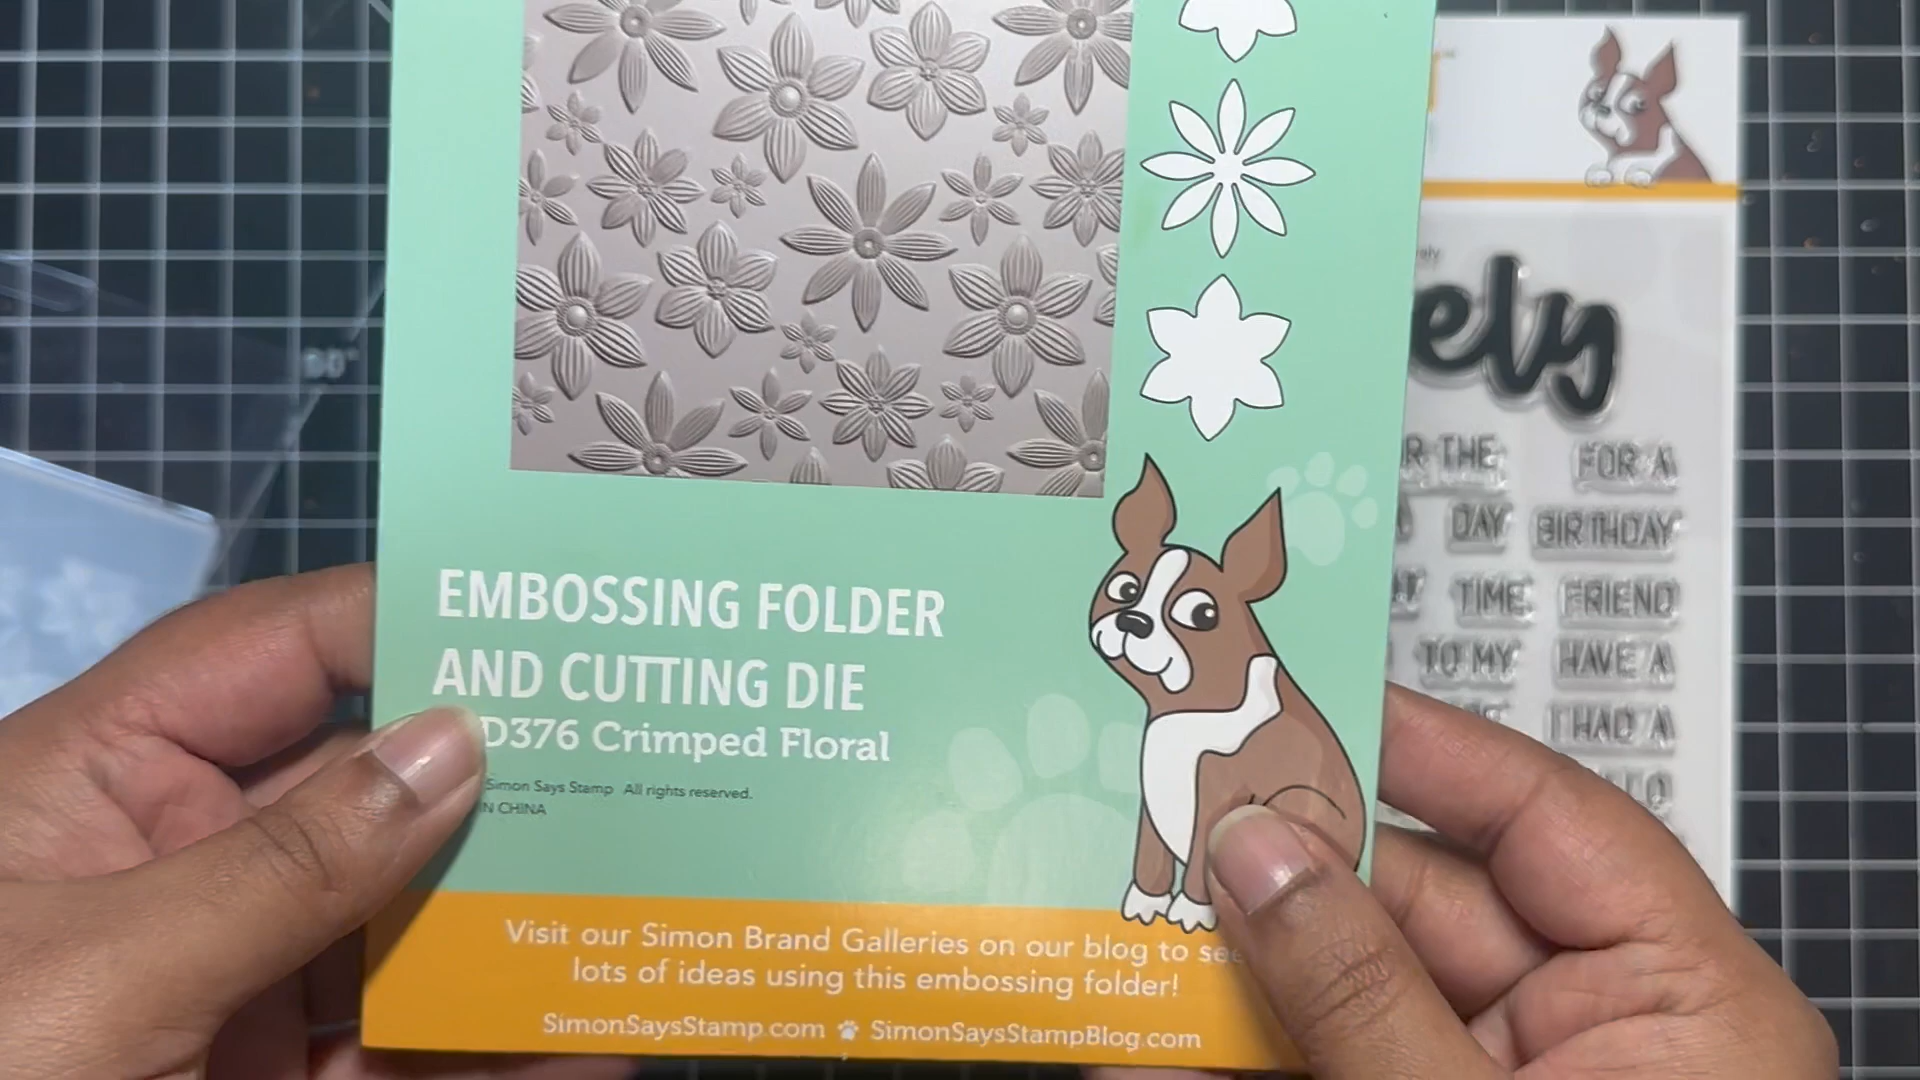 EMBOSSING FOLDER
AND CUTTING DIE
D376 Crimped Floral
Simon Says Stamp All rights reserved.
IN CHINA
Visit our Simon Brand Galleries on our blog to see
lots of ideas using this embossing folder!
SimonSaysStamp.com SimonSaysStampBlog.com
ely
R THE
FOR A
DAY
BIRTHDAY
TIME
FRIEND
TO MY
HAVE A
I HAD A
90°